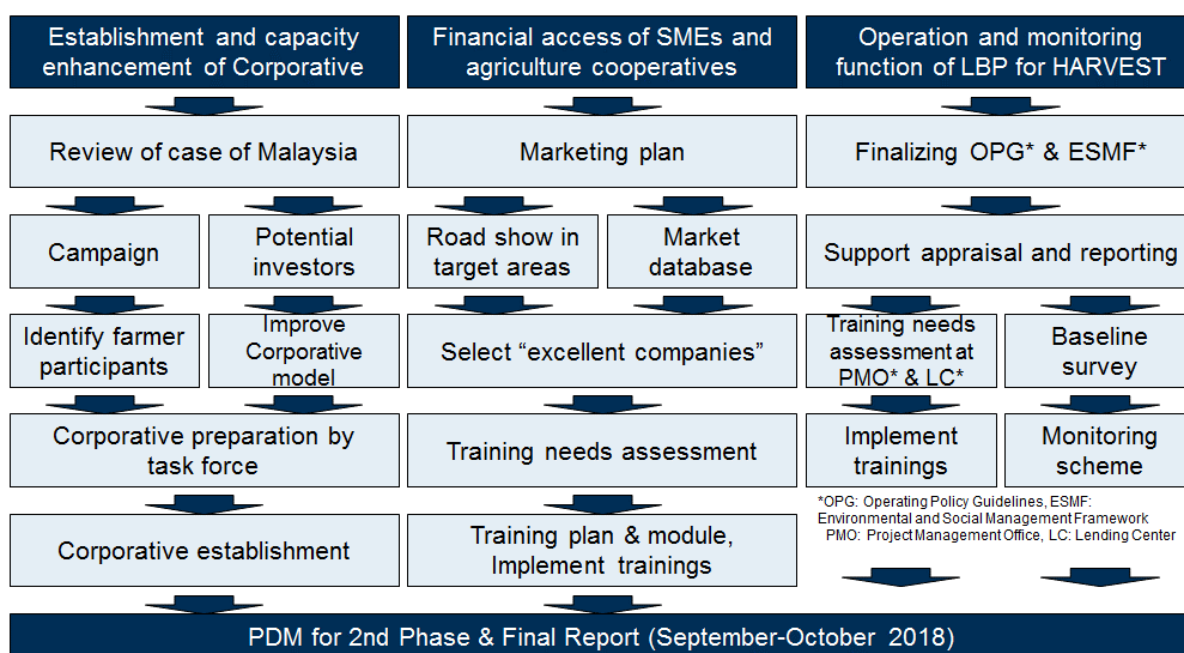 Establishment and capacity
enhancement of Corporative
Financial access of SMEs and
agriculture cooperatives
Operation and monitoring
function of LBP for HARVEST
Review of case of Malaysia
Marketing plan
Finalizing OPG* & ESMF*
Campaign
Potential
investors
Road show in
target areas
Market
database
Support appraisal and reporting
Identify farmer
participants
Improve
Corporative
model
Select “excellent companies”
Training needs
assessment at
PMO* & LC*
Baseline
survey
Corporative preparation by
task force
Training needs assessment
Implement
trainings
Monitoring
scheme
*OPG: Operating Policy Guidelines, ESMF:
Environmental and Social Management Framework
PMO: Project Management Office, LC: Lending Center
Corporative establishment
Training plan & module,
Implement trainings
PDM for 2nd Phase & Final Report (September-October 2018)